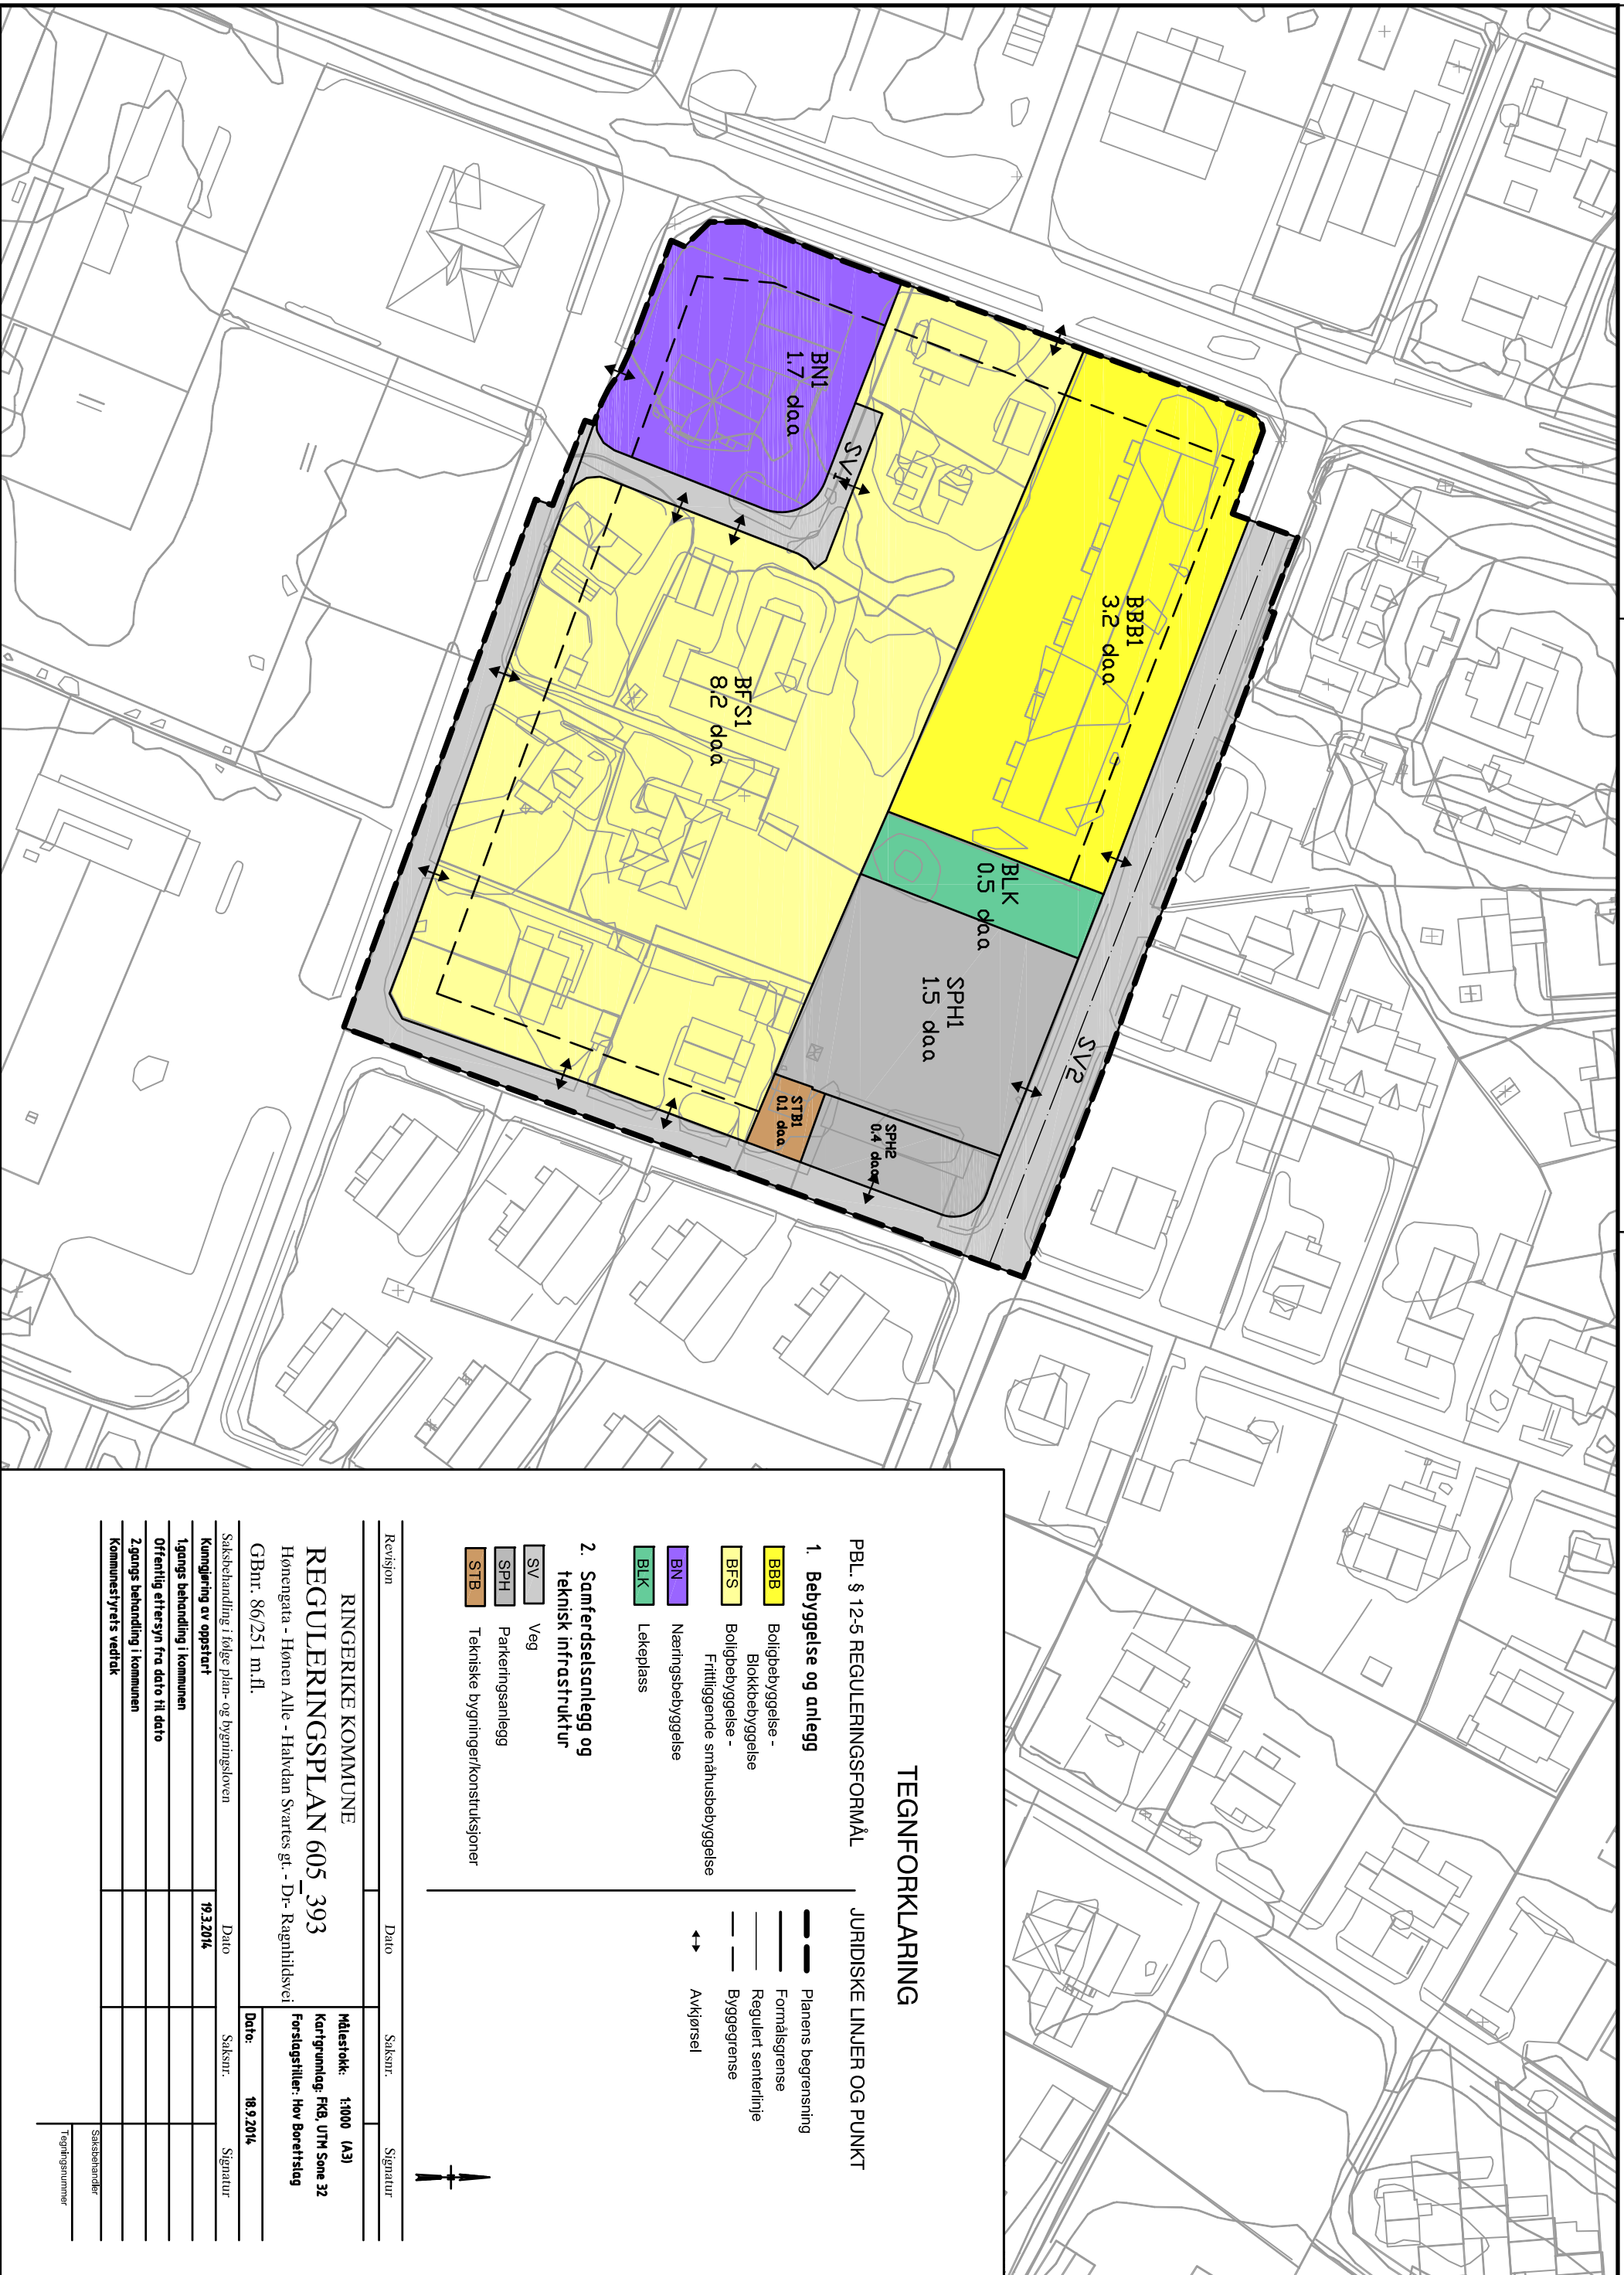 BN1
1.7 daa
SV1
BBB1
3.2 daa
BFS1
8.2 daa
BLK
0.5 daa
SPH1
1.5 daa
SV2
STB1
0.1 daa
SPH2
0.4 daa
TEGNFORKLARING
PBL. § 12-5 REGULERINGSFORMÅL
1. Bebyggelse og anlegg
BBB Boligbebyggelse -
Blokkbebyggelse
BFS Boligbebyggelse -
Frittliggende småhusbebyggelse
BN Næringsbebyggelse
BLK Lekeplass
2. Samferdselsanlegg og
teknisk infrastruktur
SV Veg
SPH Parkeringsanlegg
STB Tekniske bygninger/konstruksjoner
JURIDISKE LINJER OG PUNKT
Planens begrensning
Formålsgrense
Regulert senterlinje
Byggegrense
Avkjørsel
Revisjon Dato Saksnr. Signatur
RINGERIKE KOMMUNE
REGULERINGSPLAN 605_393
Hønengata - Hønen Alle - Halvdan Svartes gt. - Dr- Ragnhildsvei
GBnr. 86/251 m.fl.
Målestokk: 1:1000 (A3)
Kartgrunnlag: FKB, UTM Sone 32
Forslagstiller: Hov Borettslag
Dato: 18.9.2014
Saksbehandling i følge plan- og bygningsloven Dato Saksnr. Signatur
Kunngjøring av oppstart 19.3.2014
1.gangs behandling i kommunen
Offentlig ettersyn fra dato til dato
2.gangs behandling i kommunen
Kommunestyrets vedtak
Saksbehandler
Tegningsnummer